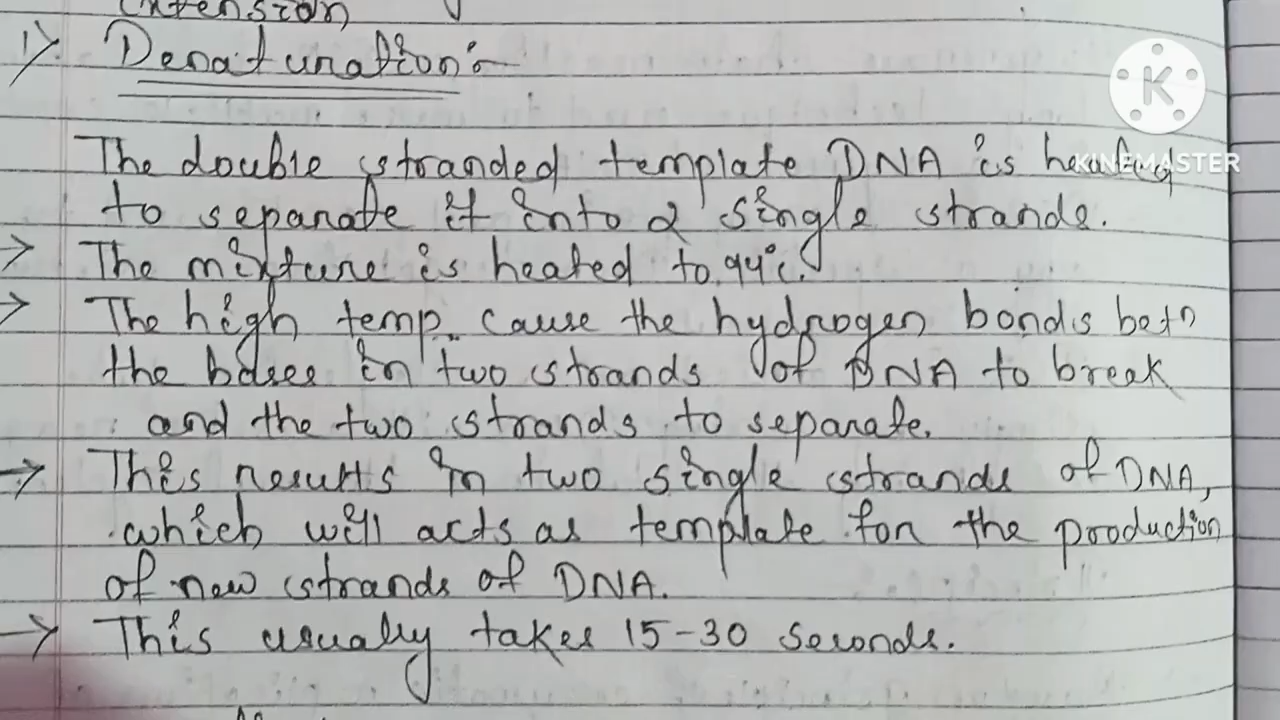 extension
1) Denaturation:-
The double stranded template DNA is heated
to separate it into 2 single strands.
> The mixture is heated to 94°c.
> The high temp. cause the hydrogen bonds betn
the bases in two strands of DNA to break
and the two strands to separate.
→ This results in two single strands of DNA,
which will acts as template for the production
of new strands of DNA.
→ This usually takes 15-30 seconds.
K
KINEMASTER